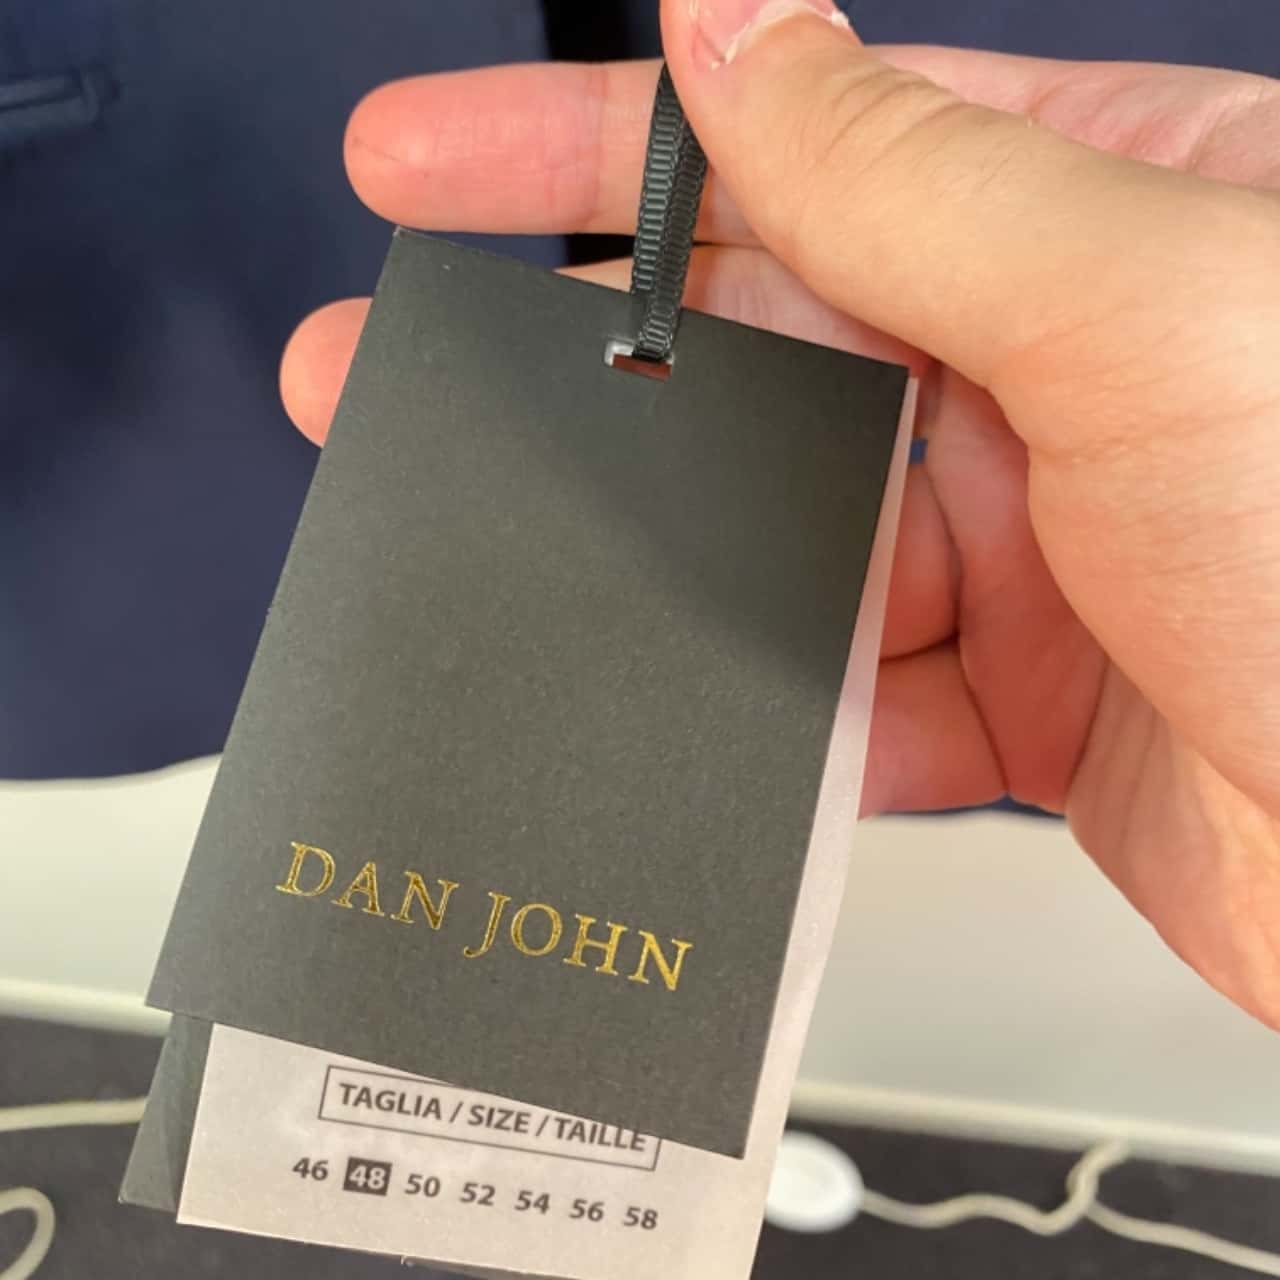 DAN JOHN
TAGLIA / SIZE / TAILLE
46 48 50 52 54 56 58